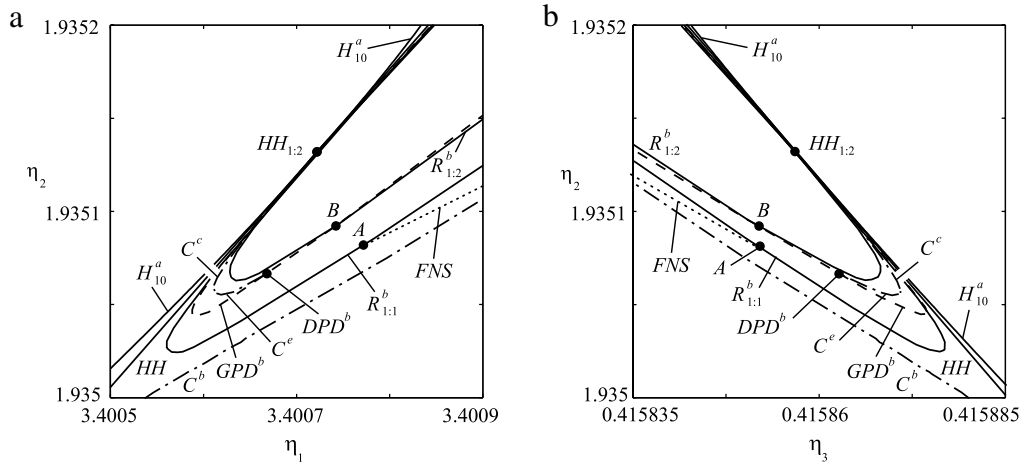 a
1.9352
H₁₀ᵃ
HH₁:₂
R₁:₂ᵇ
η₂
1.9351
B
A
Cᶜ
FNS
H₁₀ᵃ
R₁:₁ᵇ
DPDᵇ
Cᵉ
GPDᵇ
HH
Cᵇ
1.935
3.4005
3.4007
3.4009
η₁
b
1.9352
H₁₀ᵃ
R₁:₂ᵇ
HH₁:₂
η₂
1.9351
B
FNS
A
Cᶜ
R₁:₁ᵇ
H₁₀ᵃ
DPDᵇ
Cᵉ
GPDᵇ
HH
Cᵇ
1.935
0.415835
0.41586
0.415885
η₃